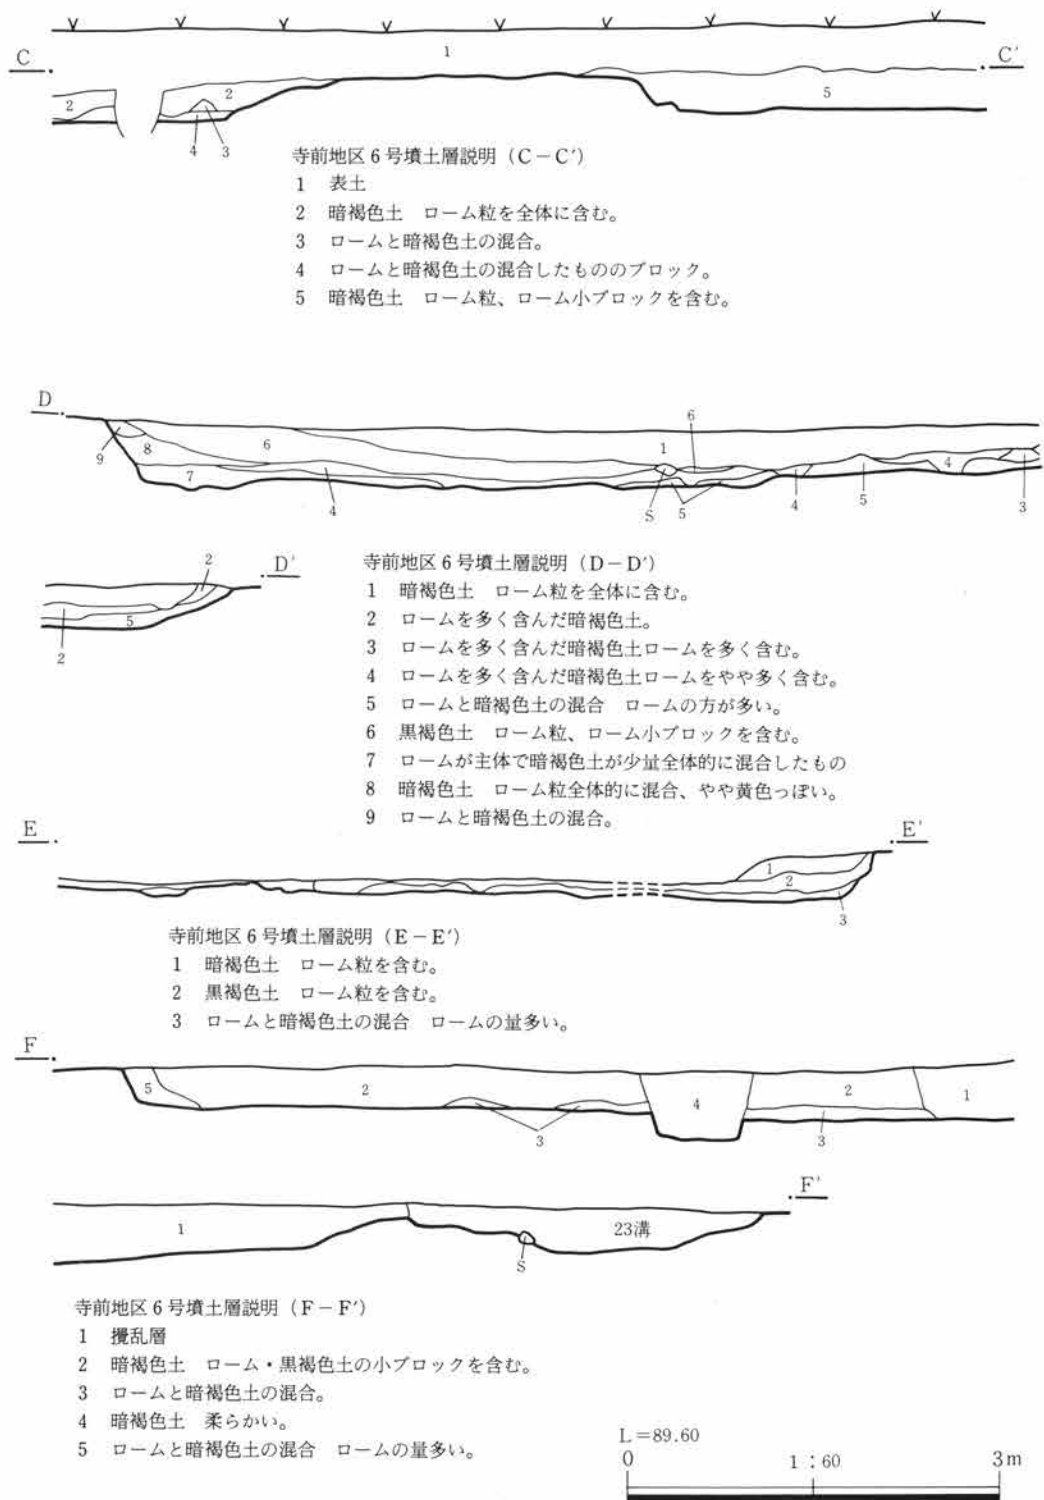 C
C′
1
2
2
5
4
3
寺前地区6号墳土層説明（C－C′）
1 表土
2 暗褐色土 ローム粒を全体に含む。
3 ロームと暗褐色土の混合。
4 ロームと暗褐色土の混合したもののブロック。
5 暗褐色土 ローム粒、ローム小ブロックを含む。
D
6
9
8
6
1
7
4
3
4
S
5
4
5
D′
2
5
2
寺前地区6号墳土層説明（D－D′）
1 暗褐色土 ローム粒を全体に含む。
2 ロームを多く含んだ暗褐色土。
3 ロームを多く含んだ暗褐色土ロームを多く含む。
4 ロームを多く含んだ暗褐色土ロームをやや多く含む。
5 ロームと暗褐色土の混合 ロームの方が多い。
6 黒褐色土 ローム粒、ローム小ブロックを含む。
7 ロームが主体で暗褐色土が少量全体的に混合したもの
8 暗褐色土 ローム粒全体的に混合、やや黄色っぽい。
9 ロームと暗褐色土の混合。
E
E′
1
2
3
寺前地区6号墳土層説明（E－E′）
1 暗褐色土 ローム粒を含む。
2 黒褐色土 ローム粒を含む。
3 ロームと暗褐色土の混合 ロームの量多い。
F
5
2
4
2
1
3
3
F′
1
23溝
S
寺前地区6号墳土層説明（F－F′）
1 攪乱層
2 暗褐色土 ローム・黒褐色土の小ブロックを含む。
3 ロームと暗褐色土の混合。
4 暗褐色土 柔らかい。
5 ロームと暗褐色土の混合 ロームの量多い。
L＝89.60
0 1：60 3m